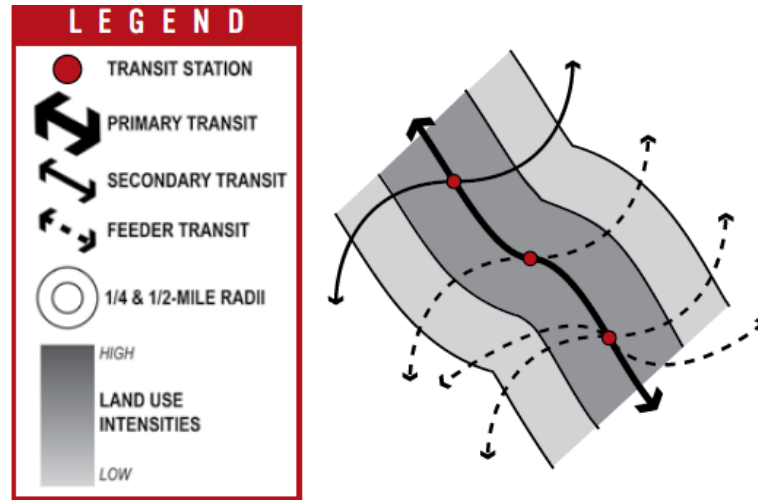 LEGEND
TRANSIT STATION
PRIMARY TRANSIT
SECONDARY TRANSIT
FEEDER TRANSIT
1/4 & 1/2-MILE RADII
HIGH
LAND USE
INTENSITIES
LOW